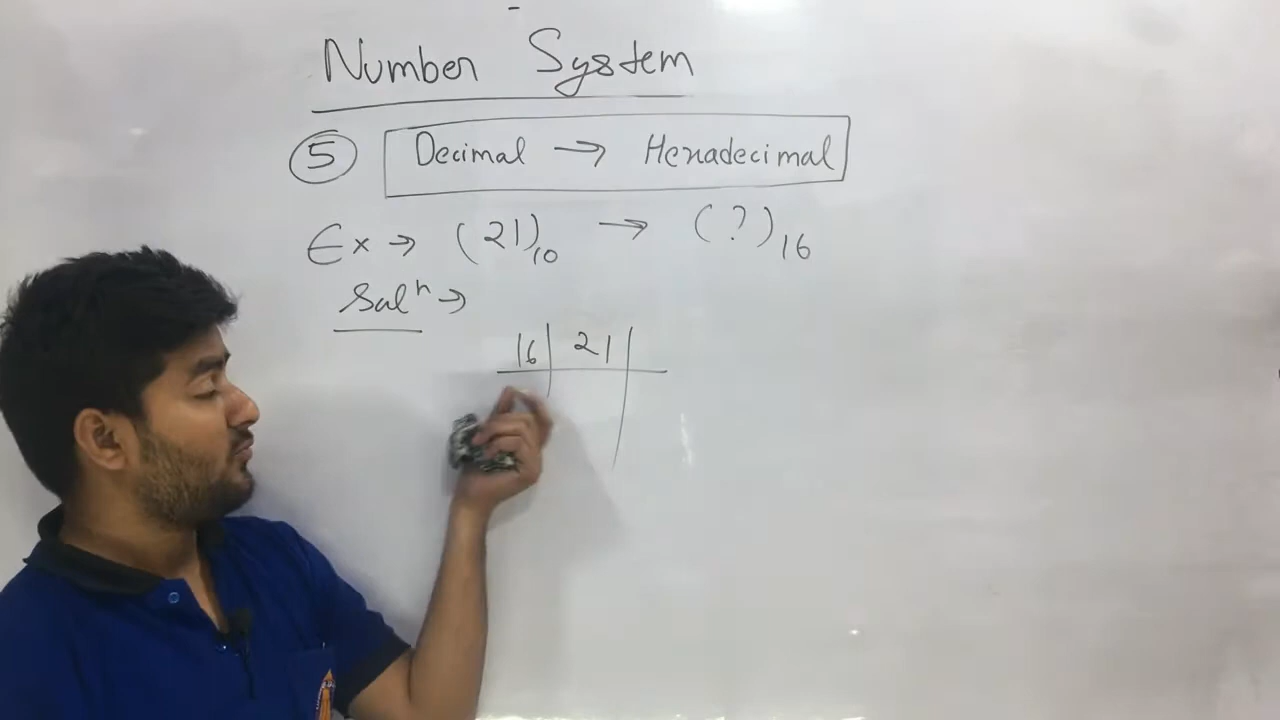 Number System
5 Decimal → Hexadecimal
Ex → (21)10 → (?)16
Solⁿ →
16 | 21 |